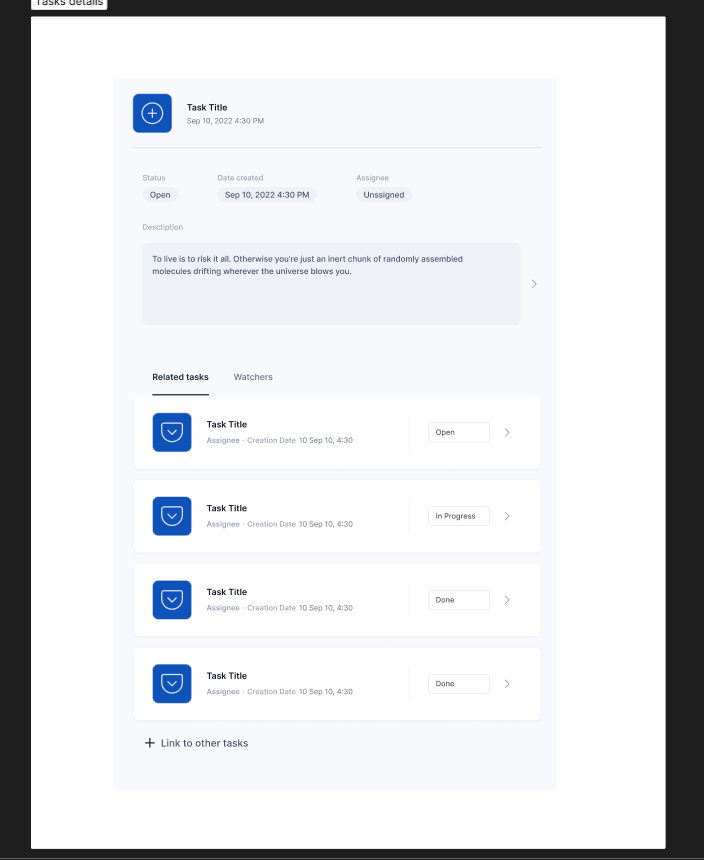 Tasks details
Task Title
Sep 10, 2022 4:30 PM
Status
Date created
Assignee
Open
Sep 10, 2022 4:30 PM
Unssigned
Desctiption
To live is to risk it all. Otherwise you're just an inert chunk of randomly assembled
molecules drifting wherever the universe blows you.
Related tasks
Watchers
Task Title
Assignee · Creation Date 10 Sep 10, 4:30
Open
Task Title
Assignee · Creation Date 10 Sep 10, 4:30
In Progress
Task Title
Assignee · Creation Date 10 Sep 10, 4:30
Done
Task Title
Assignee · Creation Date 10 Sep 10, 4:30
Done
Link to other tasks